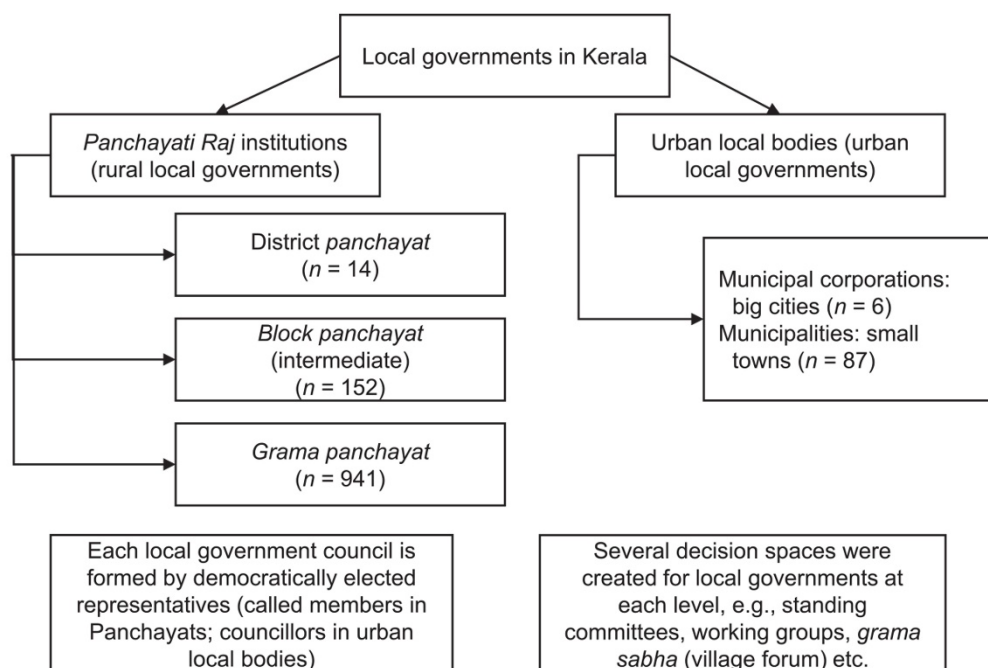 Local governments in Kerala
Panchayati Raj institutions
(rural local governments)
Urban local bodies (urban
local governments)
District panchayat
(n = 14)
Block panchayat
(intermediate)
(n = 152)
Grama panchayat
(n = 941)
Municipal corporations:
big cities (n = 6)
Municipalities: small
towns (n = 87)
Each local government council is
formed by democratically elected
representatives (called members in
Panchayats; councillors in urban
local bodies)
Several decision spaces were
created for local governments at
each level, e.g., standing
committees, working groups, grama
sabha (village forum) etc.